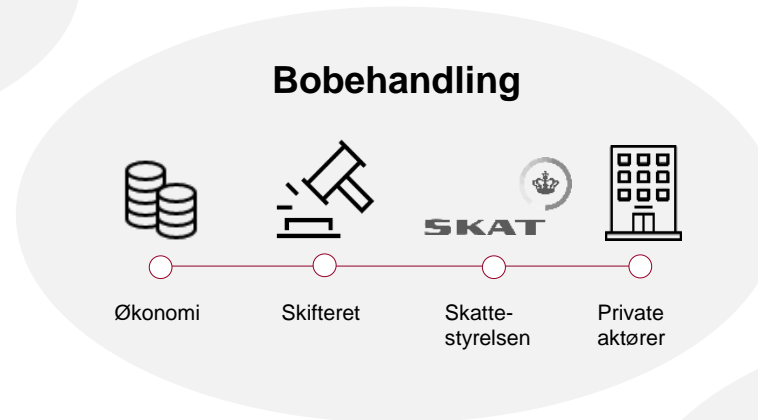 Bobehandling
SKAT
Økonomi
Skifteret
Skatte-
styrelsen
Private
aktører